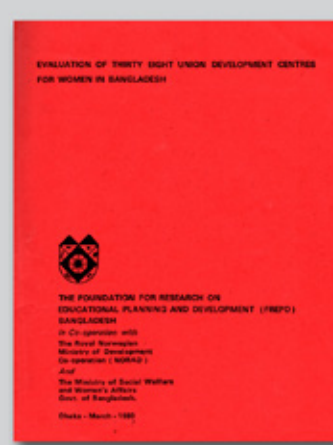 EVALUATION OF THIRTY EIGHT UNION DEVELOPMENT CENTRES
FOR WOMEN IN BANGLADESH
THE FOUNDATION FOR RESEARCH ON
EDUCATIONAL PLANNING AND DEVELOPMENT (FREPD)
BANGLADESH
in Co-operation with
The Royal Norwegian
Ministry of Development
Co-operation ( NORAD )
And
The Ministry of Social Welfare
and Women's Affairs
Govt. of Bangladesh.
Dhaka - March -